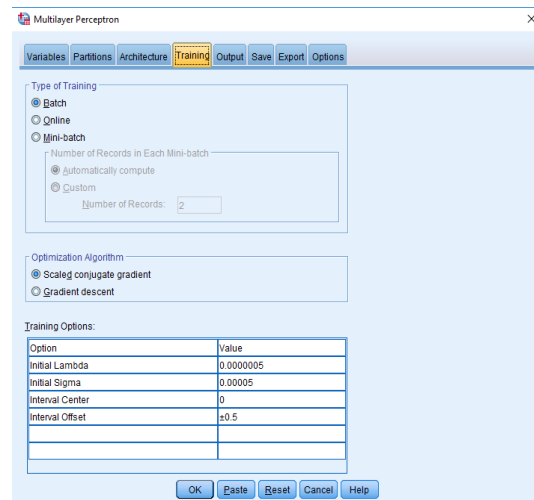 Multilayer Perceptron
Variables Partitions Architecture Training Output Save Export Options
Type of Training
Batch
Online
Mini-batch
Number of Records in Each Mini-batch
Automatically compute
Custom
Number of Records: 2
Optimization Algorithm
Scaled conjugate gradient
Gradient descent
Training Options:
Option Value
Initial Lambda 0.0000005
Initial Sigma 0.00005
Interval Center 0
Interval Offset ±0.5
OK Paste Reset Cancel Help